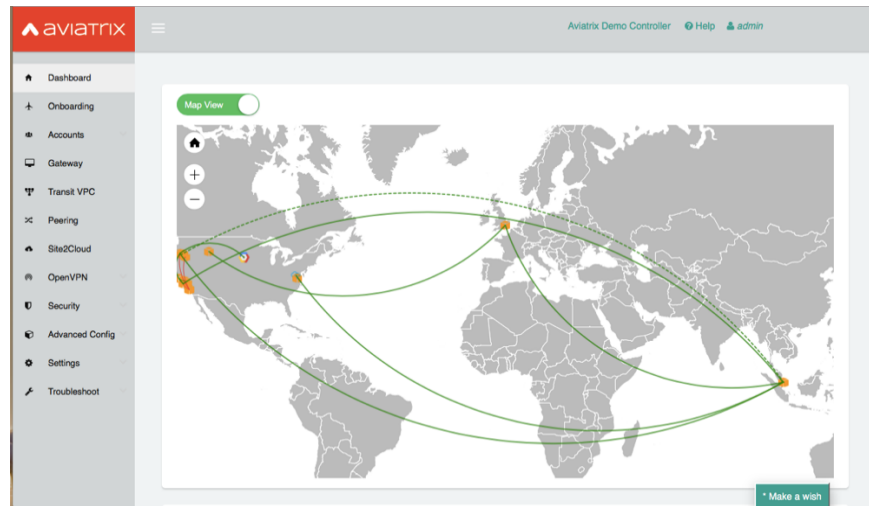 aviatrix
Aviatrix Demo Controller Help admin
Dashboard
Onboarding
Accounts
Gateway
Transit VPC
Peering
Site2Cloud
OpenVPN
Security
Advanced Config
Settings
Troubleshoot
Map View
* Make a wish